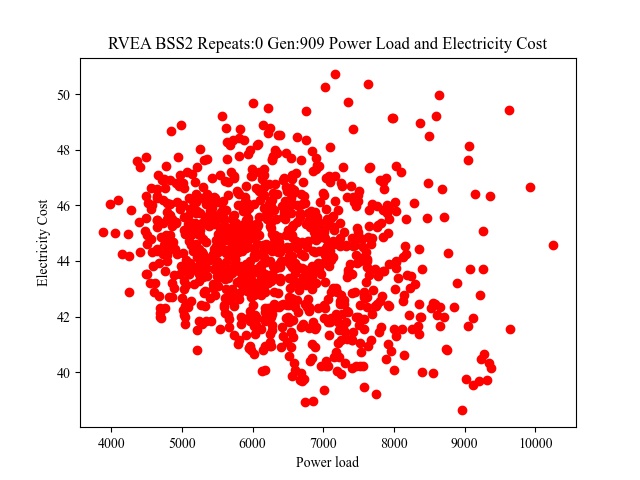 RVEA BSS2 Repeats:0 Gen:909 Power Load and Electricity Cost
50
48
46
44
42
40
Electricity Cost
4000 5000 6000 7000 8000 9000 10000
Power load